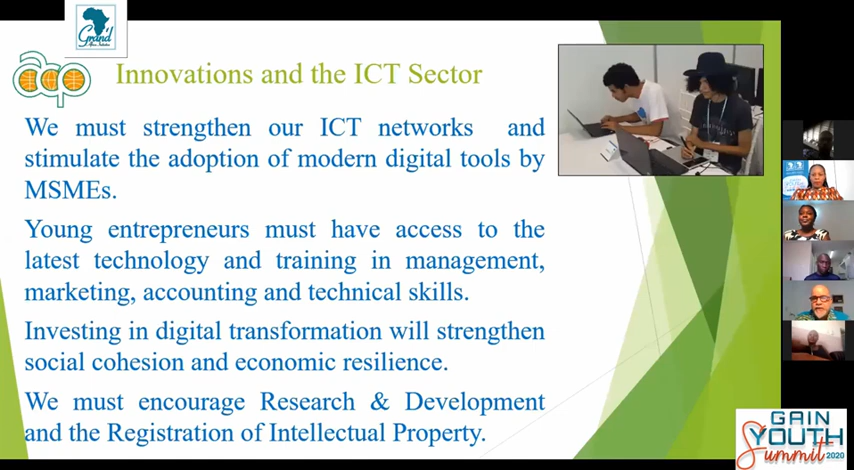 Grand
acp
Innovations and the ICT Sector
We must strengthen our ICT networks and
stimulate the adoption of modern digital tools by
MSMEs.
Young entrepreneurs must have access to the
latest technology and training in management,
marketing, accounting and technical skills.
Investing in digital transformation will strengthen
social cohesion and economic resilience.
We must encourage Research & Development
and the Registration of Intellectual Property.
GAIN
YOUTH
Summit 2020